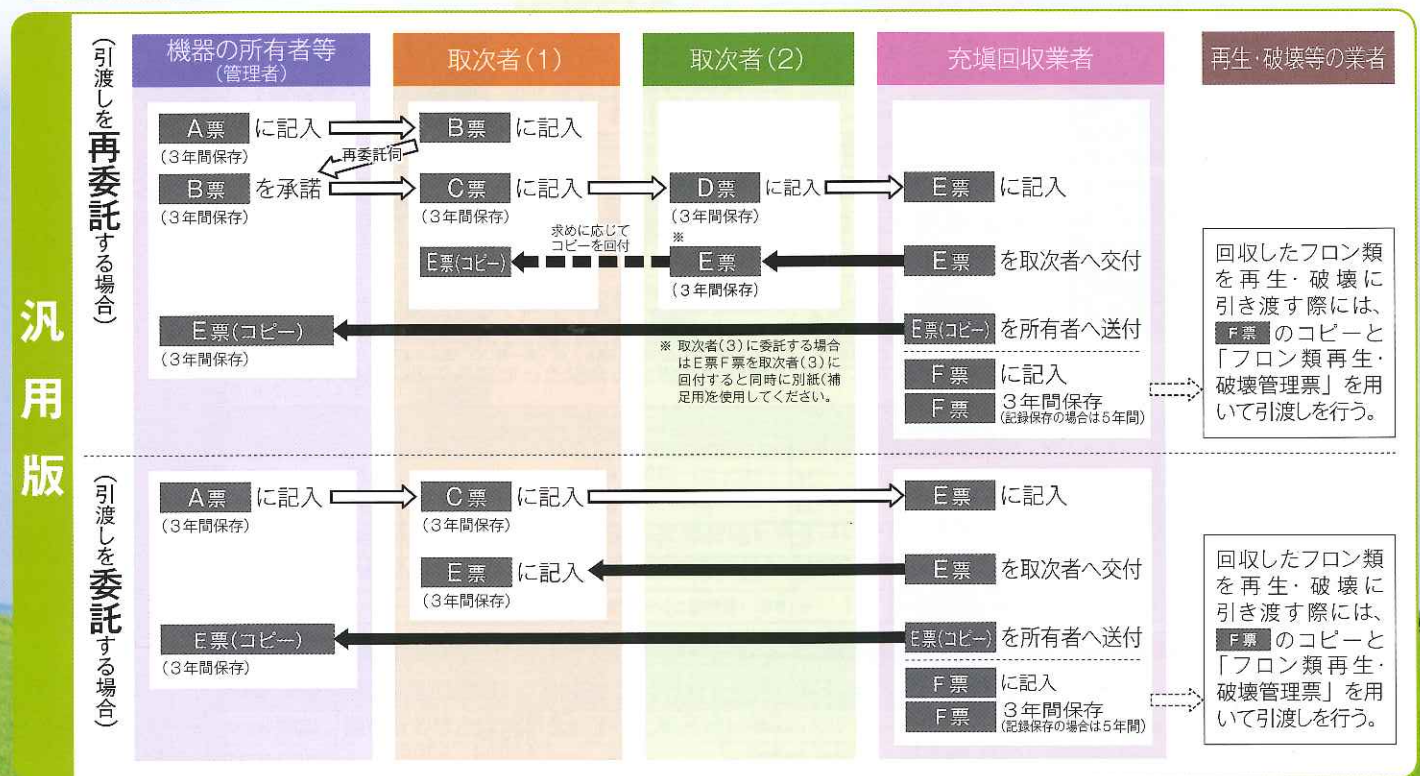 汎用版
(引渡しを再委託する場合)
機器の所有者等
(管理者)
取次者(1)
取次者(2)
充塡回収業者
再生・破壊等の業者
A票 に記入
(3年間保存)
B票 に記入
再委託伺
B票 を承諾
(3年間保存)
C票 に記入
(3年間保存)
D票 に記入
(3年間保存)
E票 に記入
求めに応じて
コピーを回付
E票(コピー)
※
E票
(3年間保存)
E票 を取次者へ交付
E票(コピー)
(3年間保存)
E票(コピー) を所有者へ送付
※ 取次者(3)に委託する場合
はE票F票を取次者(3)に
回付すると同時に別紙(補
足用)を使用してください。
F票 に記入
F票 3年間保存
(記録保存の場合は5年間)
回収したフロン類
を再生・破壊に
引き渡す際には、
F票 のコピーと
「フロン類再生・
破壊管理票」を用
いて引渡しを行う。
(引渡しを委託する場合)
A票 に記入
(3年間保存)
C票 に記入
(3年間保存)
E票 に記入
E票 に記入
(3年間保存)
E票 を取次者へ交付
E票(コピー)
(3年間保存)
E票(コピー) を所有者へ送付
F票 に記入
F票 3年間保存
(記録保存の場合は5年間)
回収したフロン類
を再生・破壊に
引き渡す際には、
F票 のコピーと
「フロン類再生・
破壊管理票」を用
いて引渡しを行う。